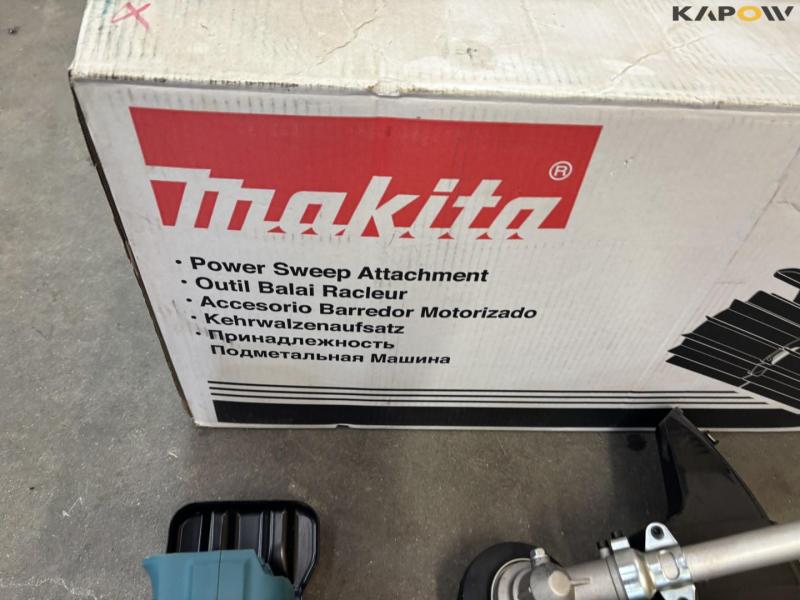 KAPOW
makita®
• Power Sweep Attachment
• Outil Balai Racleur
• Accesorio Barredor Motorizado
• Kehrwalzenaufsatz
• Принадлежность
Подметальная Машина